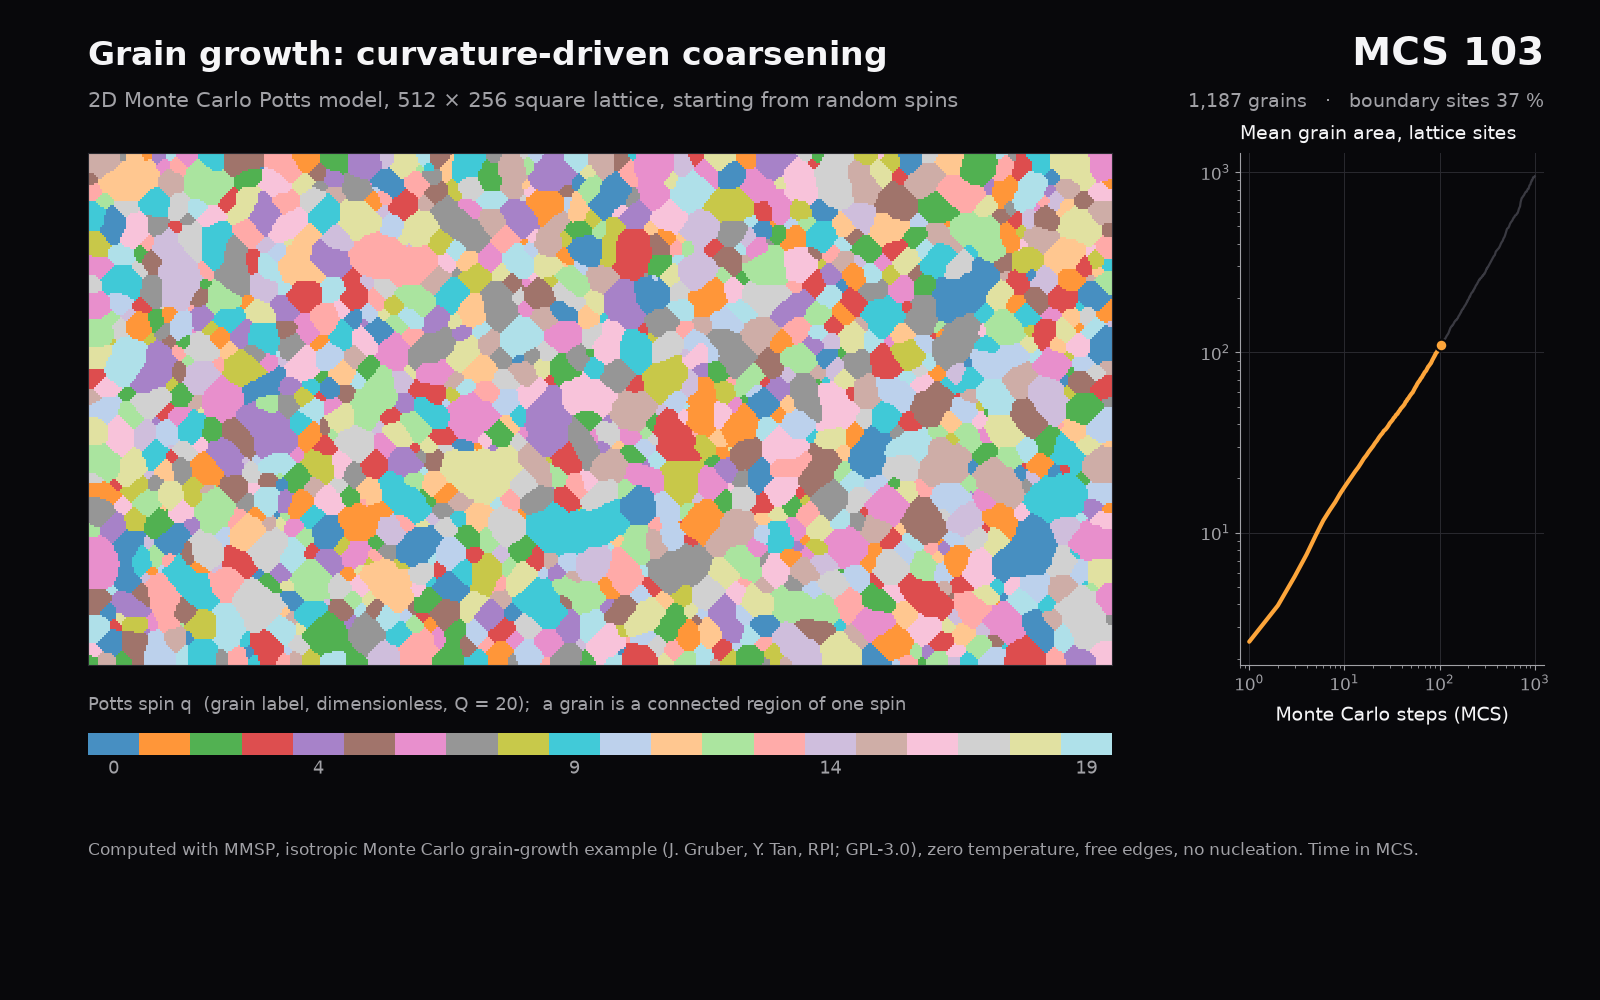 Grain growth: curvature-driven coarsening
MCS 103
2D Monte Carlo Potts model, 512 × 256 square lattice, starting from random spins
1,187 grains · boundary sites 37 %
Mean grain area, lattice sites
10³
10²
10¹
10⁰ 10¹ 10² 10³
Monte Carlo steps (MCS)
Potts spin q (grain label, dimensionless, Q = 20); a grain is a connected region of one spin
0 4 9 14 19
Computed with MMSP, isotropic Monte Carlo grain-growth example (J. Gruber, Y. Tan, RPI; GPL-3.0), zero temperature, free edges, no nucleation. Time in MCS.